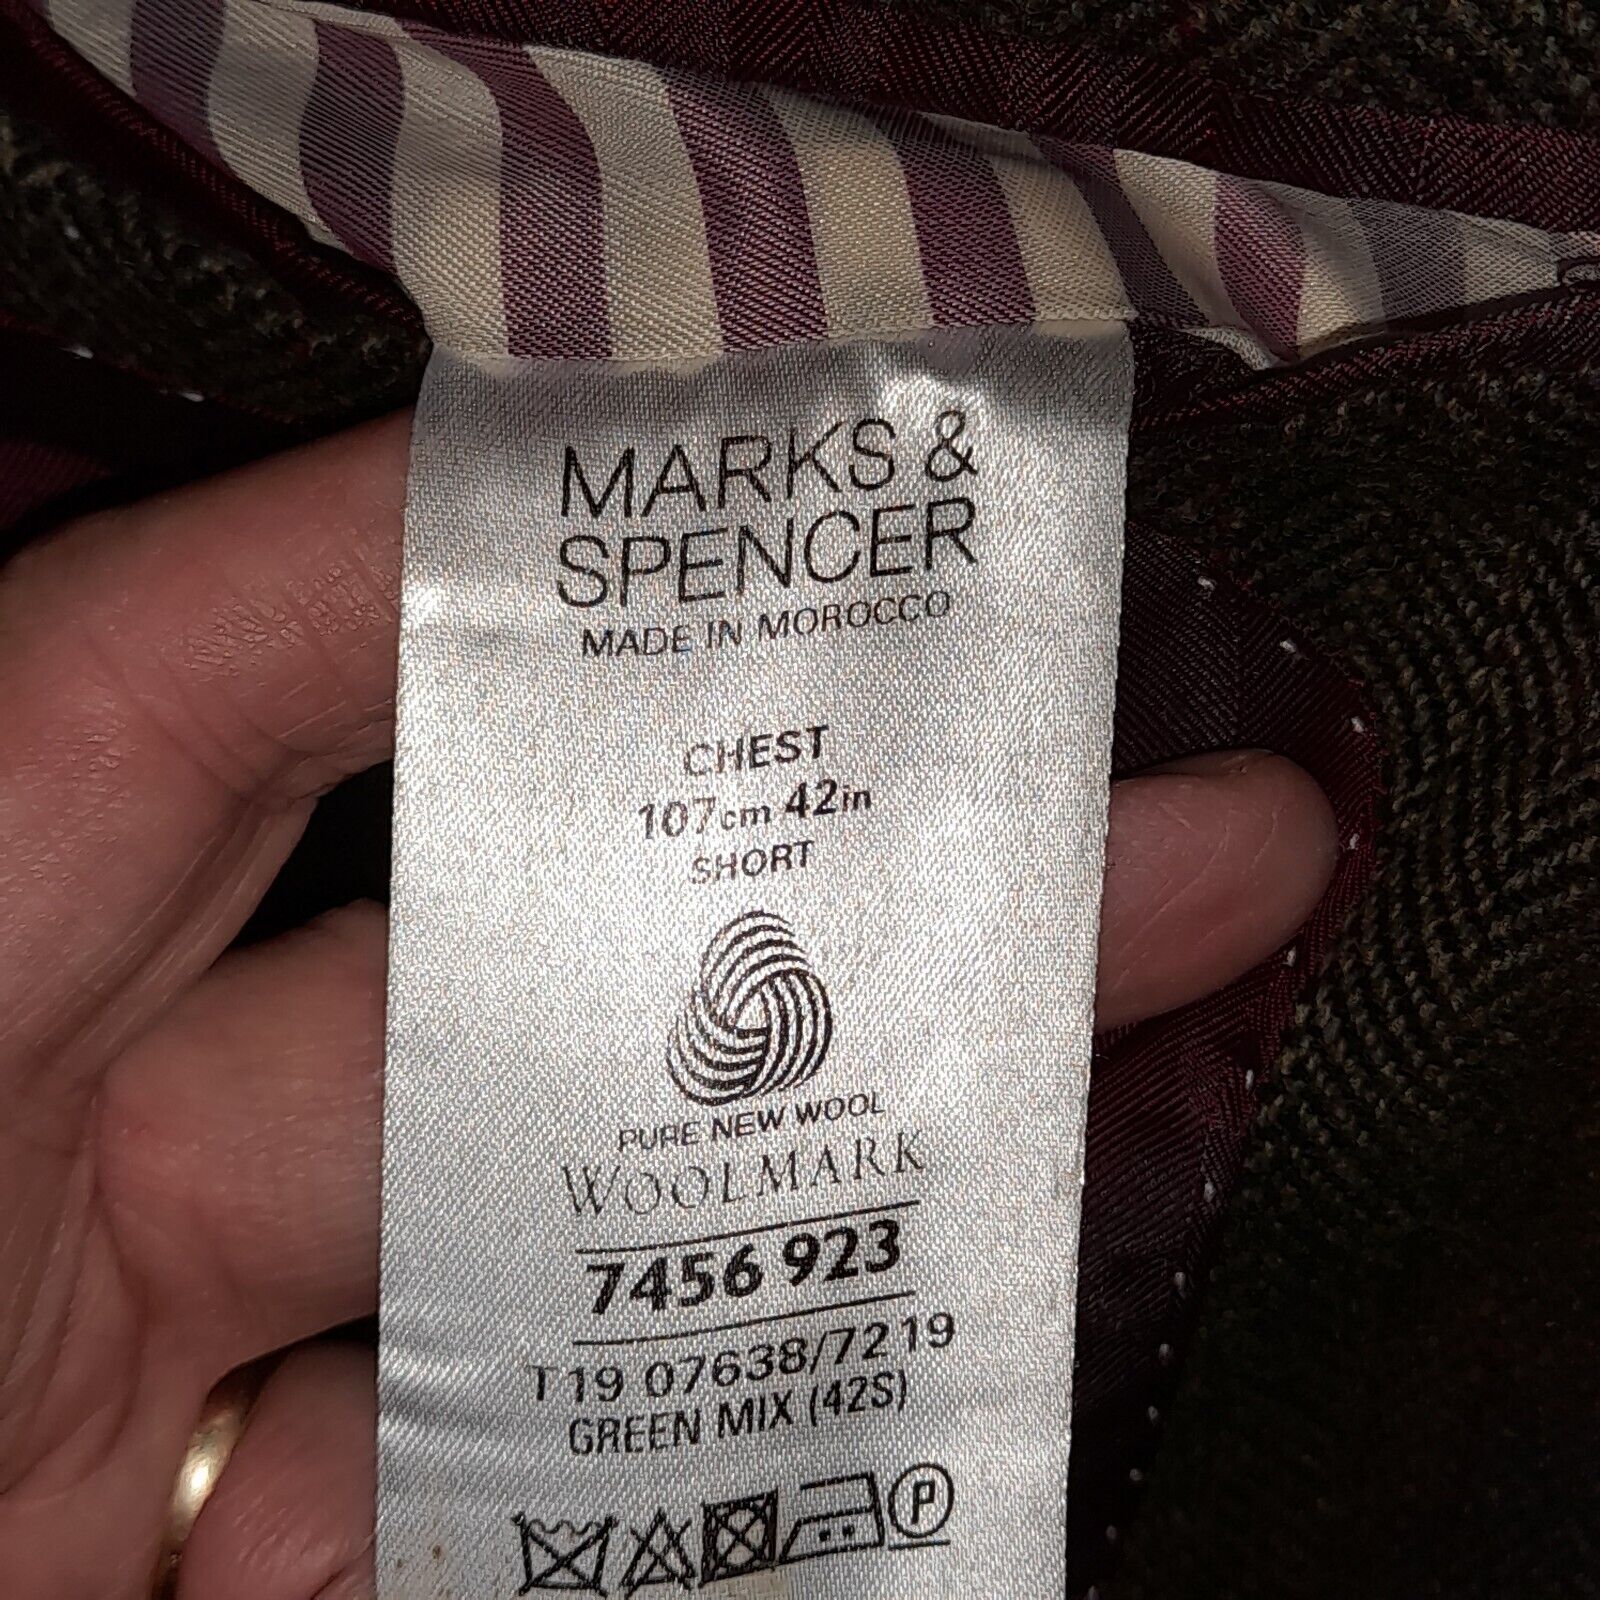 MARKS &
SPENCER
MADE IN MOROCCO
CHEST
107cm 42in
SHORT
PURE NEW WOOL
WOOLMARK
7456 923
T19 07638/7219
GREEN MIX (42S)
P